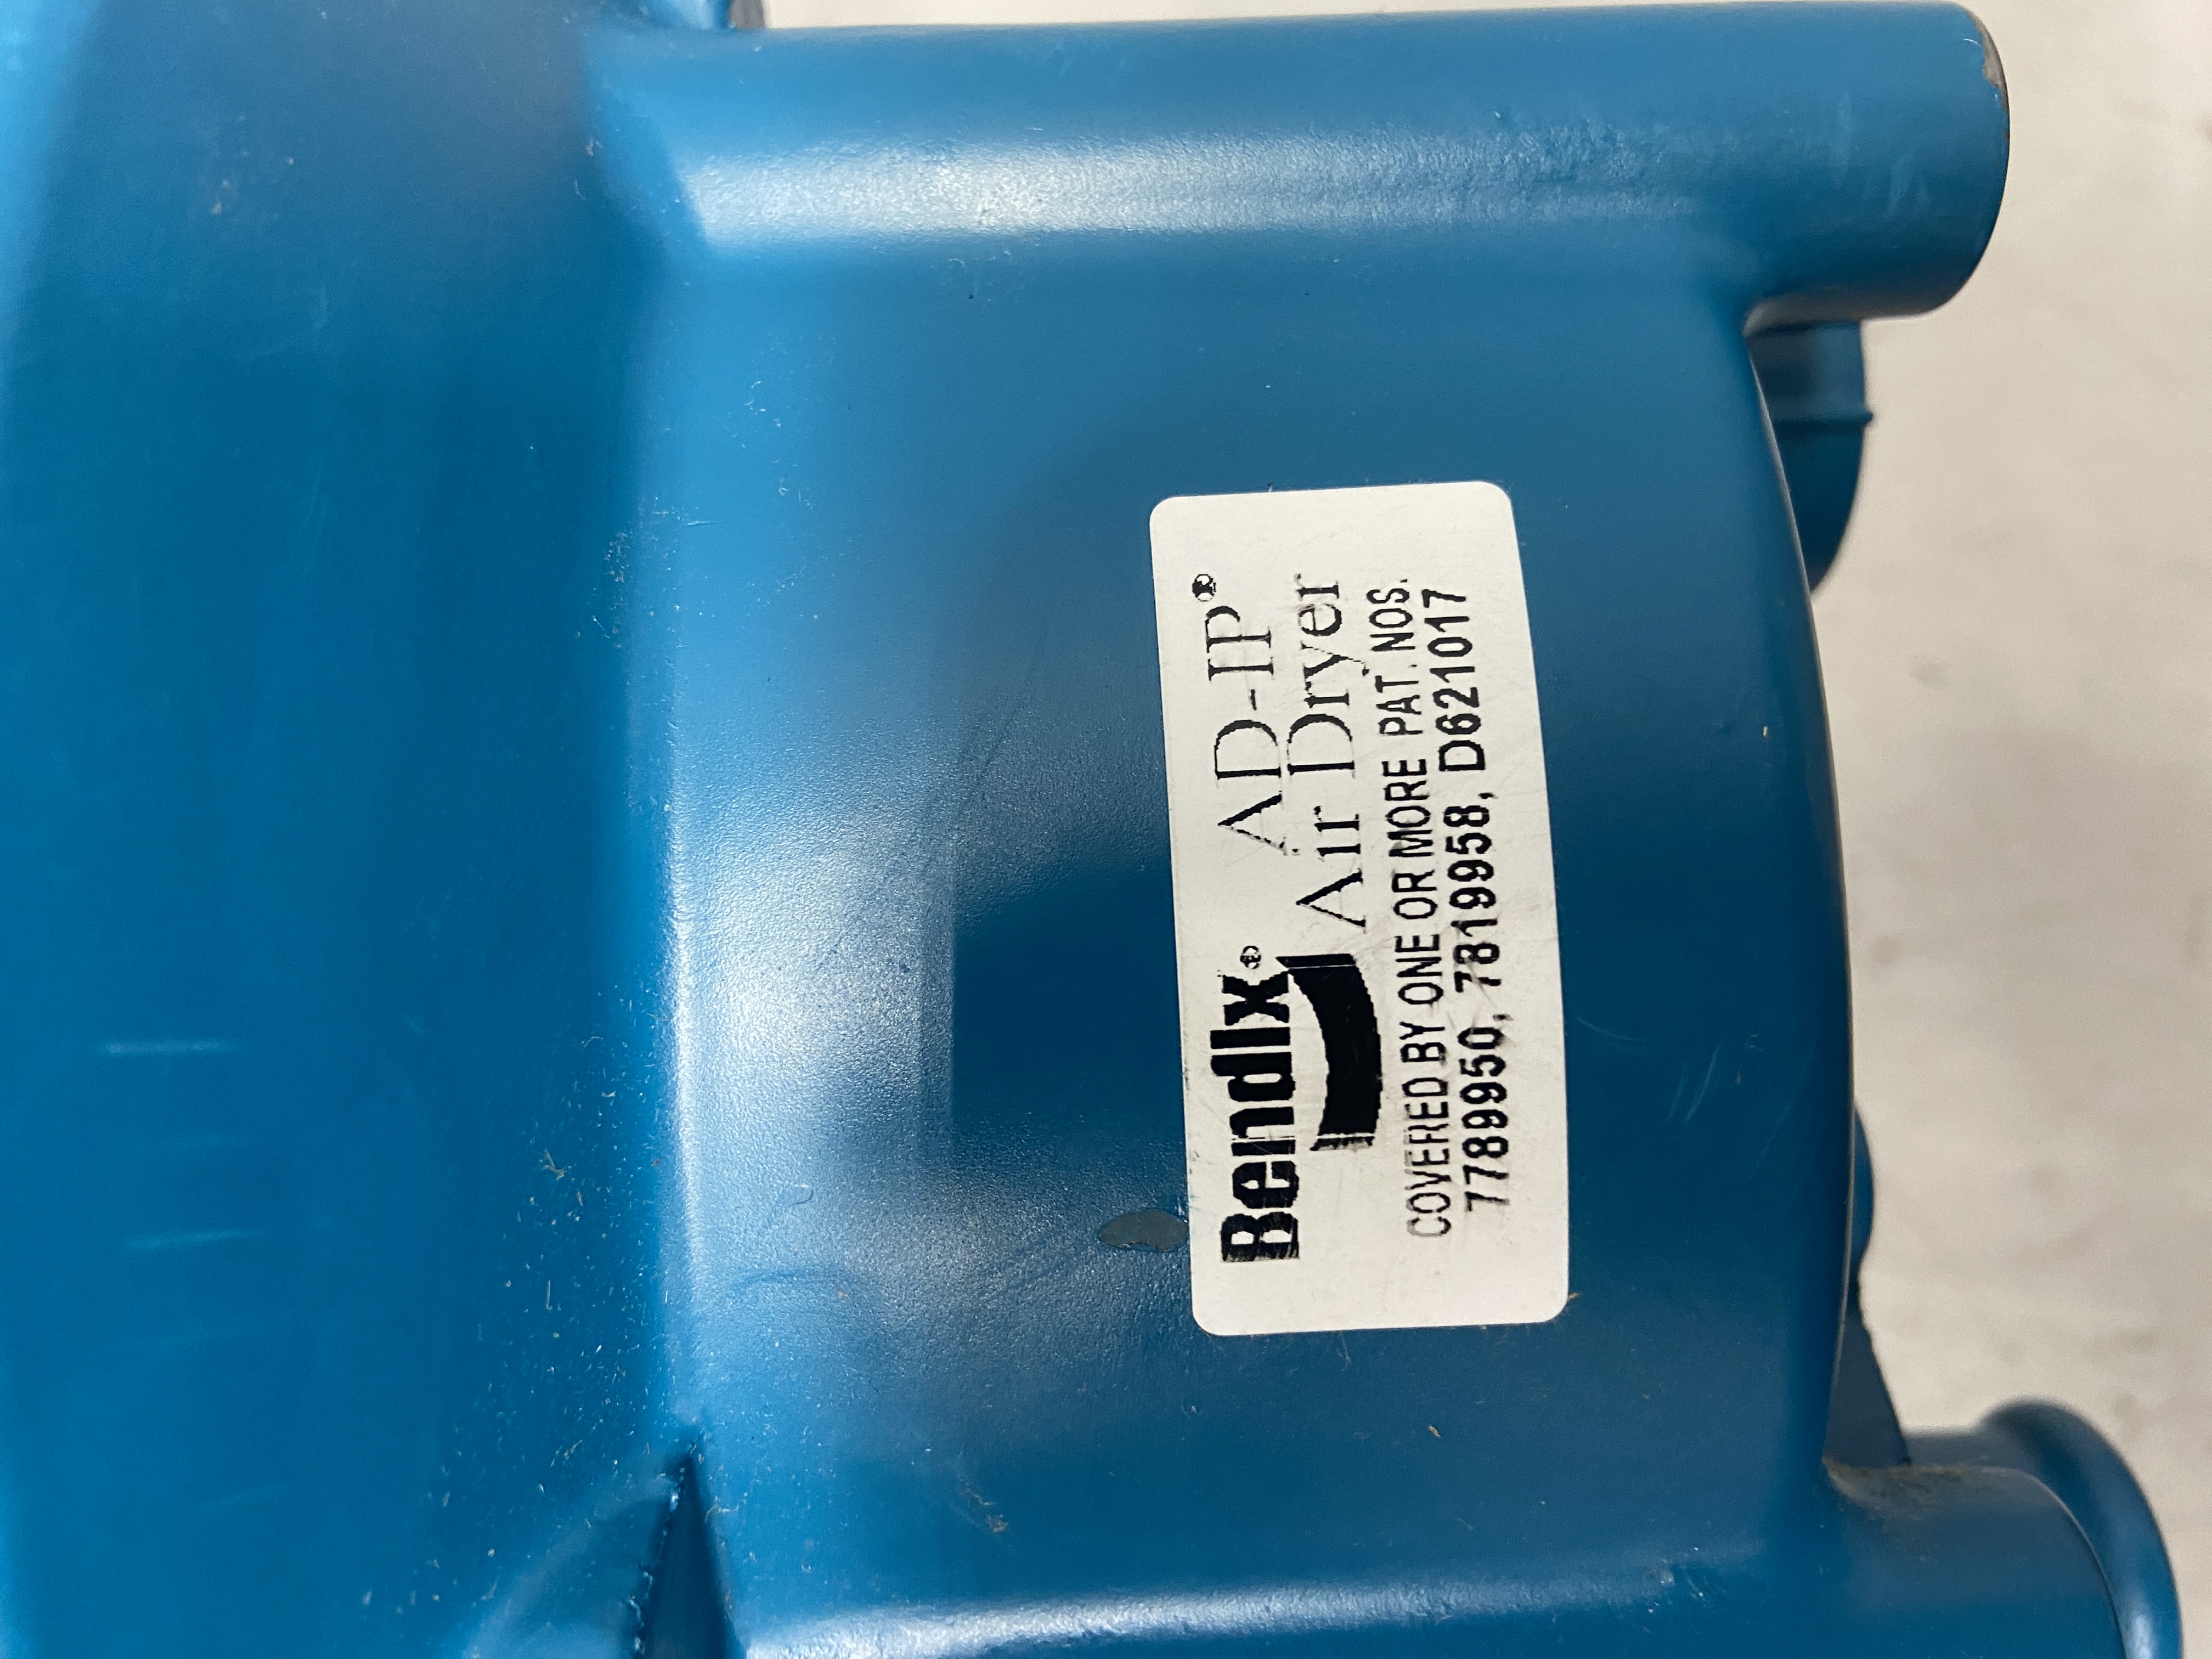 Bendix® AD-IP®
Air Dryer
COVERED BY ONE OR MORE PAT. NOS.
7789950, 7819958, D621017